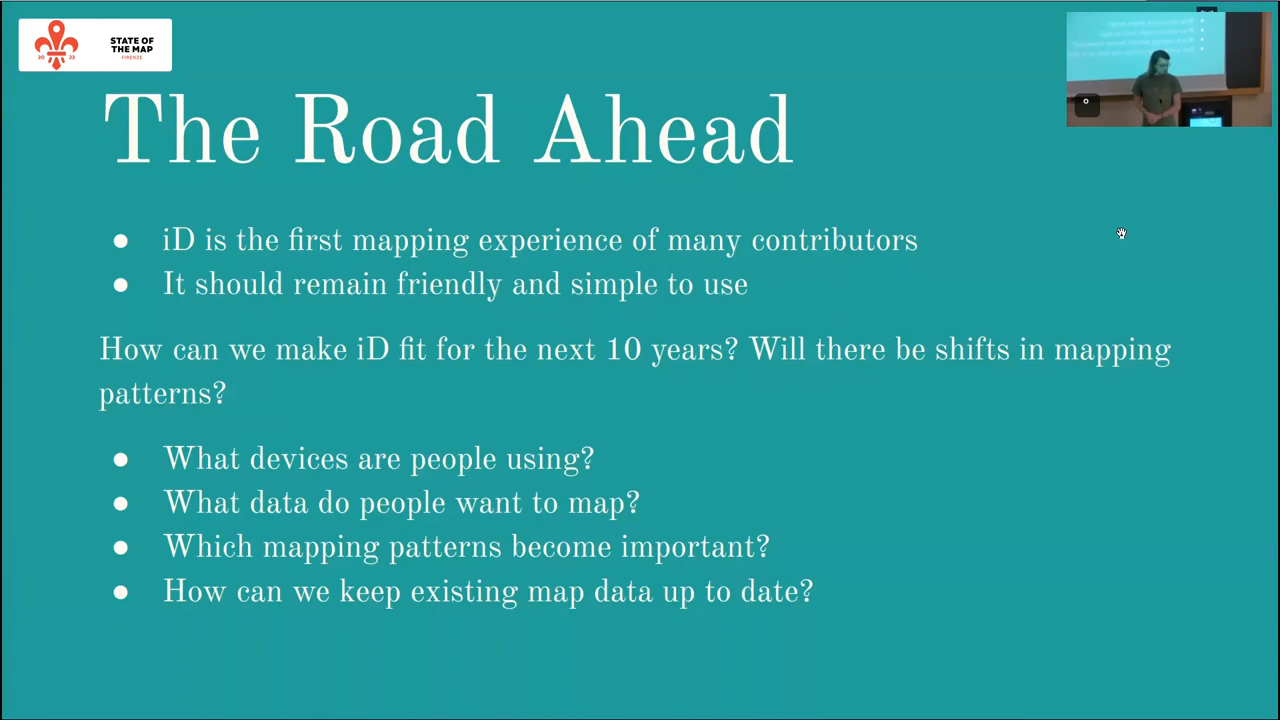 STATE OF
THE MAP
FIRENZE
20 22
The Road Ahead
● iD is the first mapping experience of many contributors
● It should remain friendly and simple to use
How can we make iD fit for the next 10 years? Will there be shifts in mapping
patterns?
● What devices are people using?
● What data do people want to map?
● Which mapping patterns become important?
● How can we keep existing map data up to date?